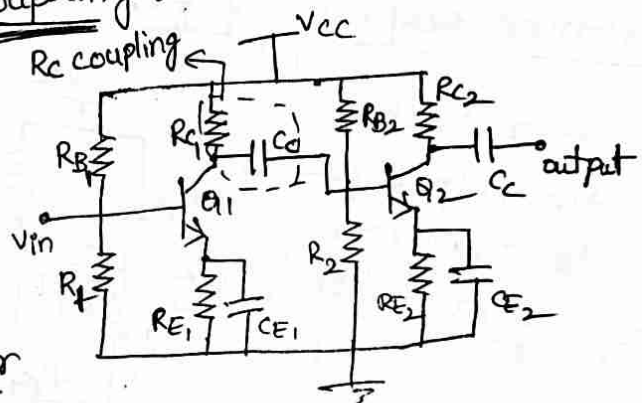 coupling
Vcc
Rc coupling
RB1
RC1
Cc
RB2
RC2
output
Cc
Q1
Q2
Vin
R1
R2
RE1
CE1
RE2
CE2